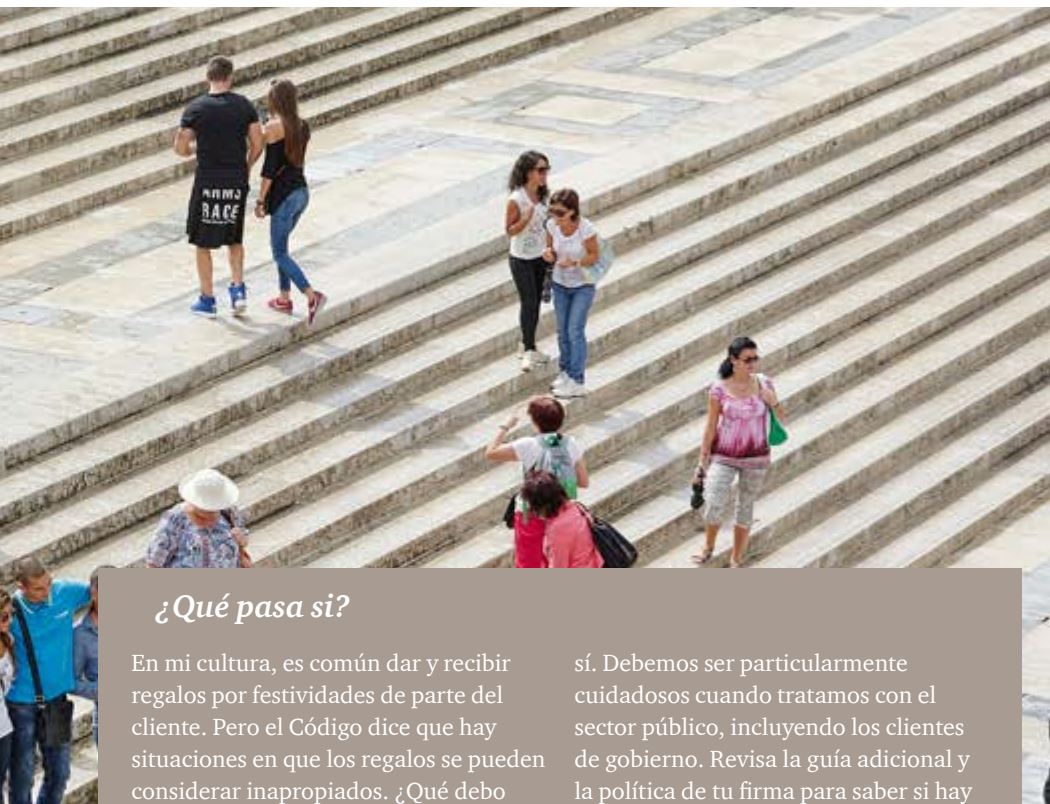 ARMS
RACE
¿Qué pasa si?
En mi cultura, es común dar y recibir
regalos por festividades de parte del
cliente. Pero el Código dice que hay
situaciones en que los regalos se pueden
considerar inapropiados. ¿Qué debo
sí. Debemos ser particularmente
cuidadosos cuando tratamos con el
sector público, incluyendo los clientes
de gobierno. Revisa la guía adicional y
la política de tu firma para saber si hay